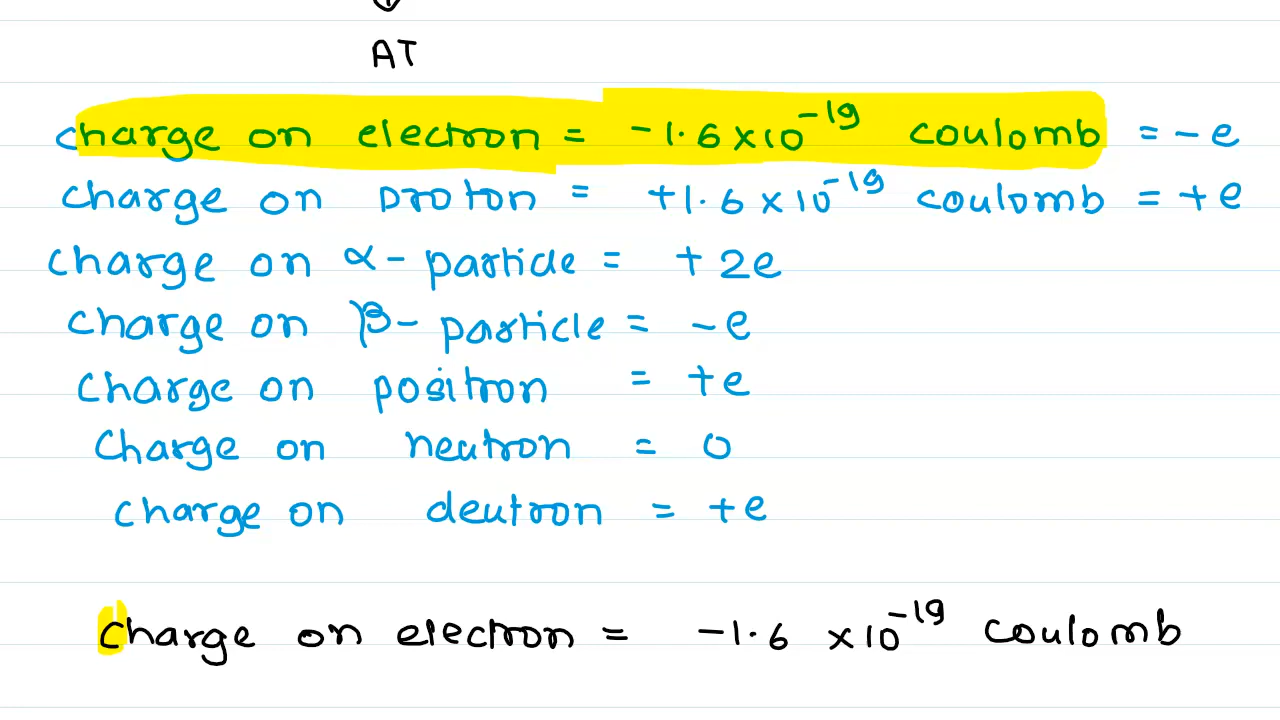 AT
charge on electron = -1.6 x 10⁻¹⁹ coulomb = -e
charge on proton = +1.6 x 10⁻¹⁹ coulomb = +e
charge on α- particle = +2e
charge on β- particle = -e
charge on positron = +e
Charge on neutron = 0
charge on deutron = +e
charge on electron = -1.6 x10⁻¹⁹ coulomb